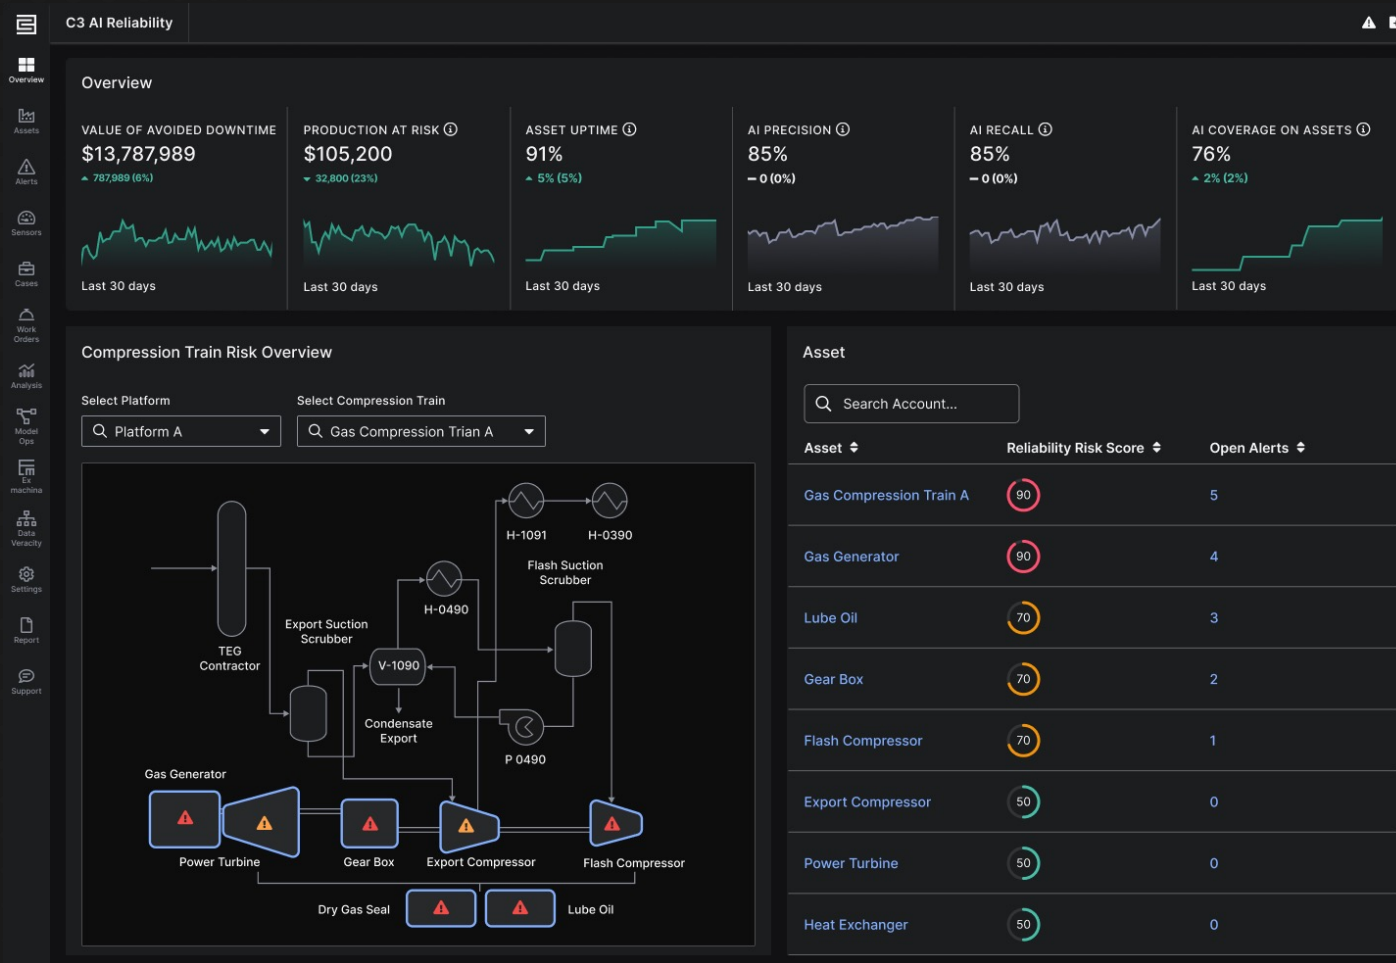 C3 AI Reliability
Overview
Assets
Alerts
Sensors
Cases
Work
Orders
Analysis
Model
Ops
Ex
machina
Data
Veracity
Settings
Report
Support
Overview
VALUE OF AVOIDED DOWNTIME
$13,787,989
787,989 (6%)
Last 30 days
PRODUCTION AT RISK
$105,200
32,800 (23%)
Last 30 days
ASSET UPTIME
91%
5% (5%)
Last 30 days
AI PRECISION
85%
0 (0%)
Last 30 days
AI RECALL
85%
0 (0%)
Last 30 days
AI COVERAGE ON ASSETS
76%
2% (2%)
Last 30 days
Compression Train Risk Overview
Select Platform
Platform A
Select Compression Train
Gas Compression Trian A
H-1091
H-0390
Flash Suction
Scrubber
H-0490
Export Suction
Scrubber
TEG
Contractor
V-1090
Condensate
Export
P 0490
Gas Generator
Power Turbine
Gear Box
Export Compressor
Flash Compressor
Dry Gas Seal
Lube Oil
Asset
Search Account...
Asset Reliability Risk Score Open Alerts
Gas Compression Train A 90 5
Gas Generator 90 4
Lube Oil 70 3
Gear Box 70 2
Flash Compressor 70 1
Export Compressor 50 0
Power Turbine 50 0
Heat Exchanger 50 0